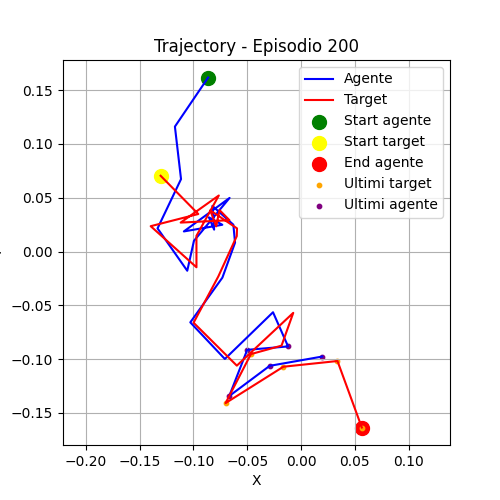 Trajectory - Episodio 200
Agente
Target
Start agente
Start target
End agente
Ultimi target
Ultimi agente
0.15
0.10
0.05
0.00
−0.05
−0.10
−0.15
−0.20
−0.15
−0.10
−0.05
0.00
0.05
0.10
X